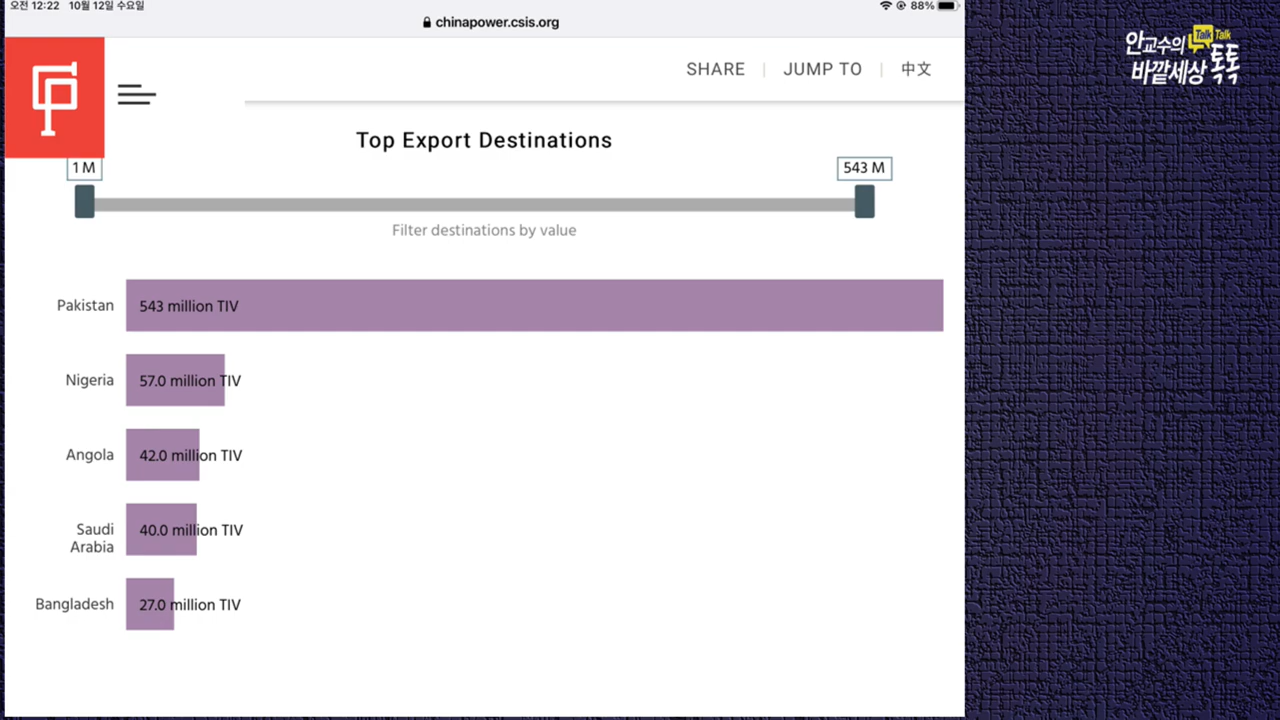 오전 12:22 10월 12일 수요일
88%
chinapower.csis.org
안교수의 Talk Talk
바깥세상 톡톡
SHARE | JUMP TO | 中文
Top Export Destinations
1 M
543 M
Filter destinations by value
Pakistan 543 million TIV
Nigeria 57.0 million TIV
Angola 42.0 million TIV
Saudi
Arabia
40.0 million TIV
Bangladesh 27.0 million TIV